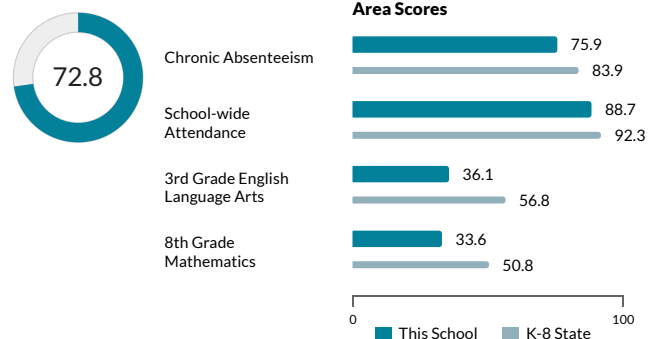 Area Scores
72.8
Chronic Absenteeism
75.9
83.9
School-wide
Attendance
88.7
92.3
3rd Grade English
Language Arts
36.1
56.8
8th Grade
Mathematics
33.6
50.8
0
100
This School
K-8 State